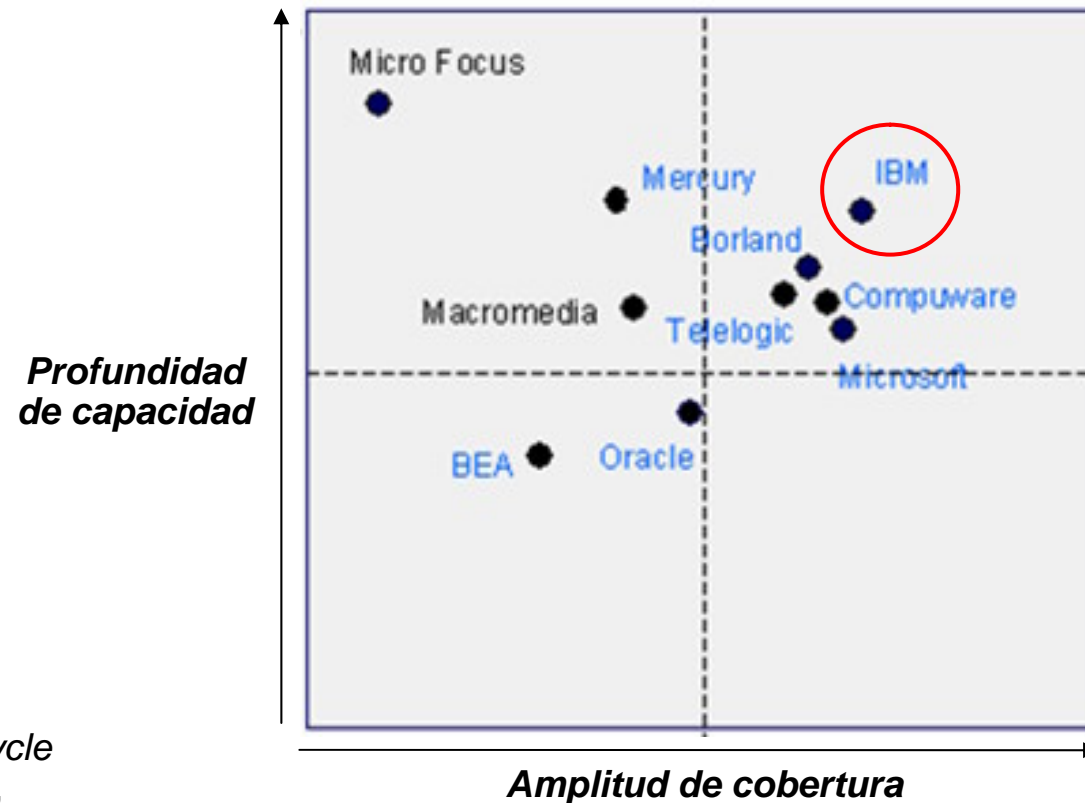 Micro Focus
Mercury
IBM
Borland
Compuware
Macromedia
Telelogic
Profundidad
de capacidad
Microsoft
BEA
Oracle
Amplitud de cobertura